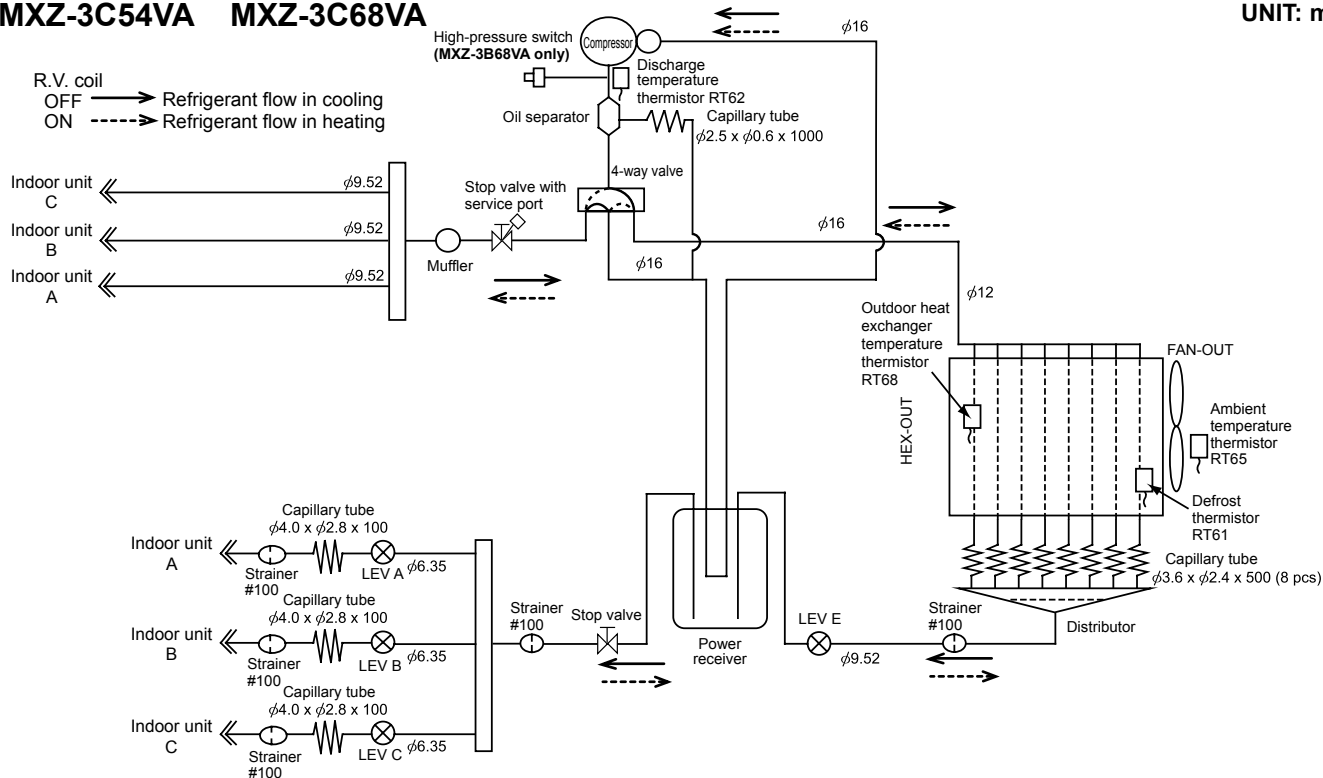 MXZ-3C54VA MXZ-3C68VA
UNIT: m
High-pressure switch
(MXZ-3B68VA only)
Compressor
ϕ16
R.V. coil
OFF Refrigerant flow in cooling
ON Refrigerant flow in heating
Discharge
temperature
thermistor RT62
Oil separator
Capillary tube
ϕ2.5 x ϕ0.6 x 1000
4-way valve
Indoor unit
C
ϕ9.52
Stop valve with
service port
Indoor unit
B
ϕ9.52
ϕ16
Muffler
ϕ16
Indoor unit
A
ϕ9.52
ϕ12
Outdoor heat
exchanger
temperature
thermistor
RT68
FAN-OUT
HEX-OUT
Ambient
temperature
thermistor
RT65
Defrost
thermistor
RT61
Capillary tube
ϕ3.6 x ϕ2.4 x 500 (8 pcs)
Distributor
Capillary tube
ϕ4.0 x ϕ2.8 x 100
Indoor unit
A
Strainer
#100
LEV A
ϕ6.35
Capillary tube
ϕ4.0 x ϕ2.8 x 100
Indoor unit
B
Strainer
#100
LEV B
ϕ6.35
Strainer
#100
Stop valve
Power
receiver
LEV E
ϕ9.52
Strainer
#100
Capillary tube
ϕ4.0 x ϕ2.8 x 100
Indoor unit
C
Strainer
#100
LEV C
ϕ6.35